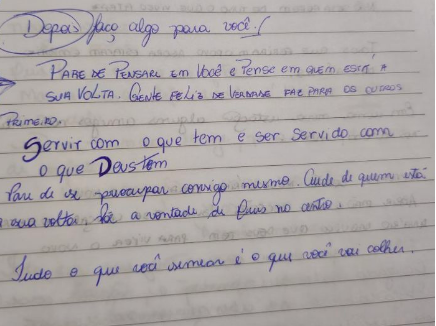 Depois faço algo para você.
PARE DE PENSAR EM VOCÊ E PENSE EM QUEM ESTÁ A
SUA VOLTA. GENTE FELIZ DE VERDADE FAZ PARA OS OUTROS
PRIMEIRO.
Servir com o que tem e ser servido com
o que Deus tem
Pare de se preocupar consigo mesmo. Cuide de quem está
a sua volta. a vontade de Deus no centro.
Tudo o que você semear é o que você vai colher.